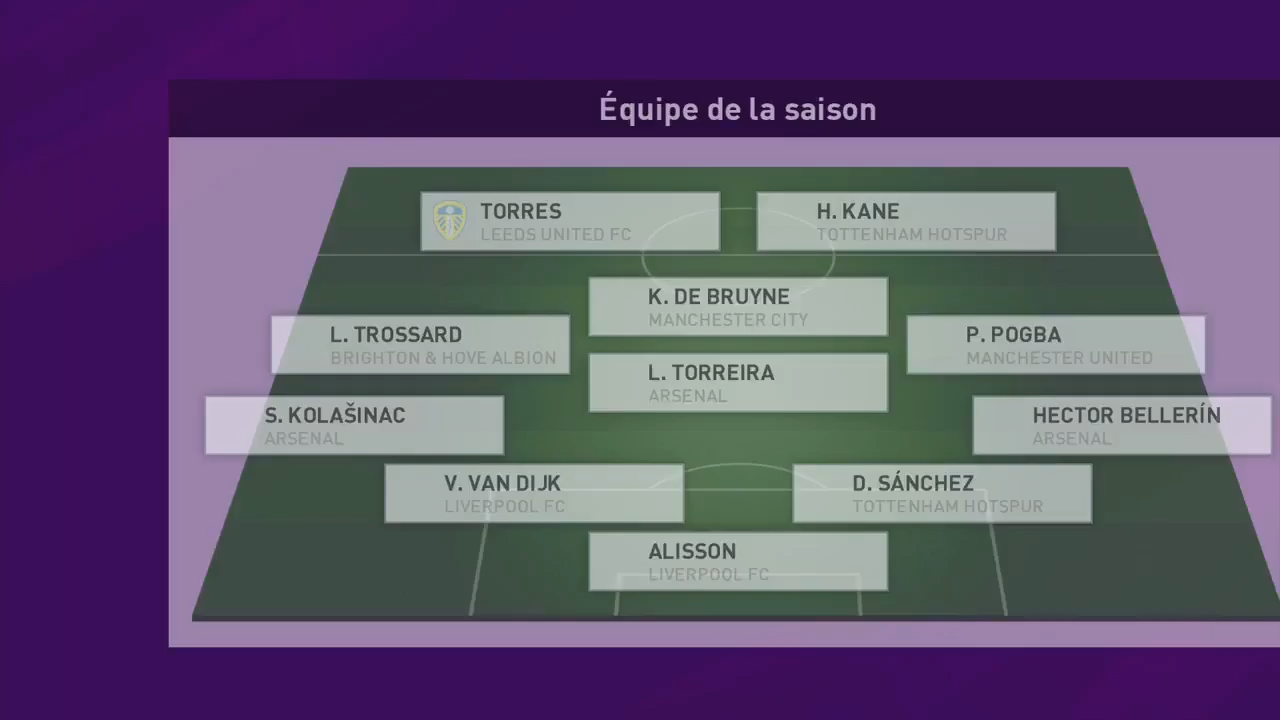 Équipe de la saison
TORRES
LEEDS UNITED FC
H. KANE
TOTTENHAM HOTSPUR
K. DE BRUYNE
MANCHESTER CITY
L. TROSSARD
BRIGHTON & HOVE ALBION
P. POGBA
MANCHESTER UNITED
L. TORREIRA
ARSENAL
S. KOLAŠINAC
ARSENAL
HECTOR BELLERÍN
ARSENAL
V. VAN DIJK
LIVERPOOL FC
D. SÁNCHEZ
TOTTENHAM HOTSPUR
ALISSON
LIVERPOOL FC